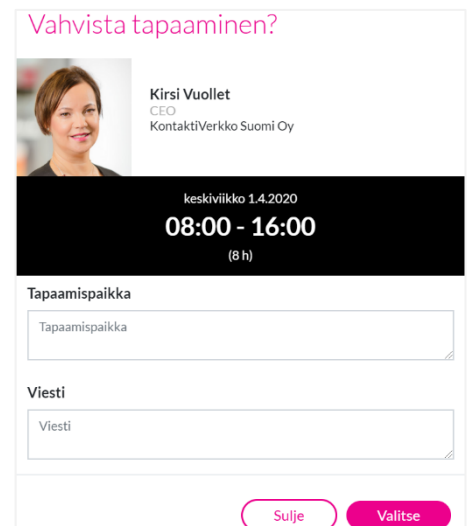 Vahvista tapaaminen?
Kirsi Vuollet
CEO
KontaktiVerkko Suomi Oy
keskiviikko 1.4.2020
08:00 - 16:00
(8 h)
Tapaamispaikka
Tapaamispaikka
Viesti
Viesti
Sulje
Valitse